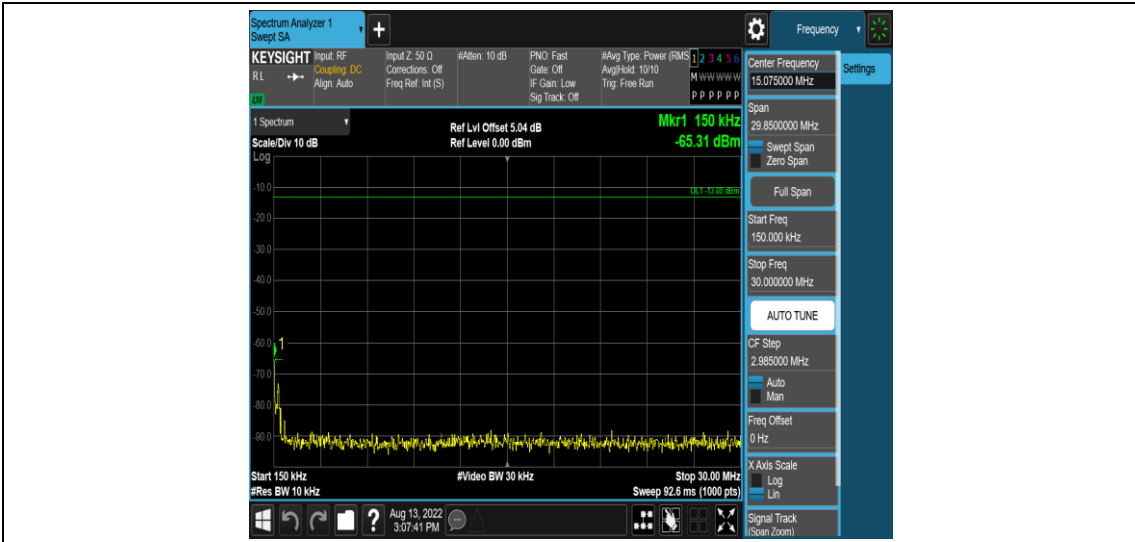 Spectrum Analyzer 1
Swept SA
+
Frequency
KEYSIGHT
RL
LXI
Input: RF
Coupling: DC
Align: Auto
Input Z: 50 Ω
Corrections: Off
Freq Ref: Int (S)
#Atten: 10 dB
PNO: Fast
Gate: Off
IF Gain: Low
Sig Track: Off
#Avg Type: Power (RMS
Avg|Hold: 10/10
Trig: Free Run
1 2 3 4 5 6
M W W W W W
P P P P P P
1 Spectrum
Scale/Div 10 dB
Log
Ref Lvl Offset 5.04 dB
Ref Level 0.00 dBm
Mkr1 150 kHz
-65.31 dBm
DL1 -13.00 dBm
-10.0
-20.0
-30.0
-40.0
-50.0
-60.0
1
-70.0
-80.0
-90.0
Start 150 kHz
#Res BW 10 kHz
#Video BW 30 kHz
Stop 30.00 MHz
Sweep 92.6 ms (1000 pts)
?
Aug 13, 2022
3:07:41 PM
Center Frequency
15.075000 MHz
Span
29.8500000 MHz
Swept Span
Zero Span
Full Span
Start Freq
150.000 kHz
Stop Freq
30.000000 MHz
AUTO TUNE
CF Step
2.985000 MHz
Auto
Man
Freq Offset
0 Hz
X Axis Scale
Log
Lin
Signal Track
(Span Zoom)
Settings